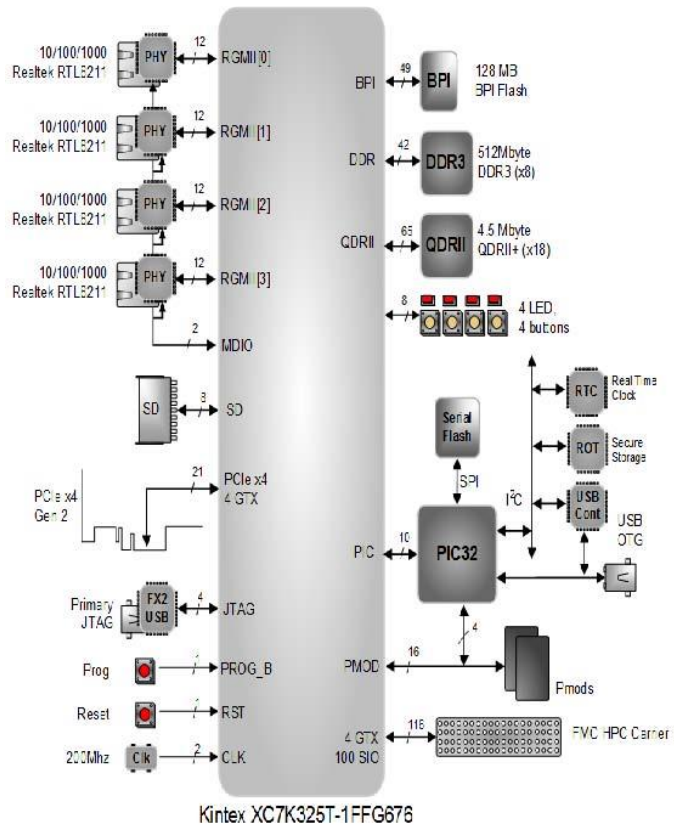 10/100/1000
Realtek RTL8211
PHY
12
RGMII[0]
10/100/1000
Realtek RTL8211
PHY
12
RGMII[1]
10/100/1000
Realtek RTL8211
PHY
12
RGMII[2]
10/100/1000
Realtek RTL8211
PHY
12
RGMII[3]
2
MDIO
SD
8
SD
PCIe x4
Gen 2
21
PCIe x4
4 GTX
Primary
JTAG
FX2
USB
4
JTAG
Prog
1
PROG_B
Reset
1
RST
200Mhz
Clk
2
CLK
BPI
49
BPI
128 MB
BPI Flash
DDR
42
DDR3
512Mbyte
DDR3 (x8)
QDRII
65
QDRII
4.5 Mbyte
QDRII+ (x18)
8
4 LED,
4 buttons
Serial
Flash
SPI
I2C
RTC
Real Time
Clock
ROT
Secure
Storage
USB
Cont
USB
OTG
PIC
10
PIC32
4
PMOD
16
Pmods
4 GTX
100 SIO
116
FMC HPC Carrier
Kintex XC7K325T-1FFG676